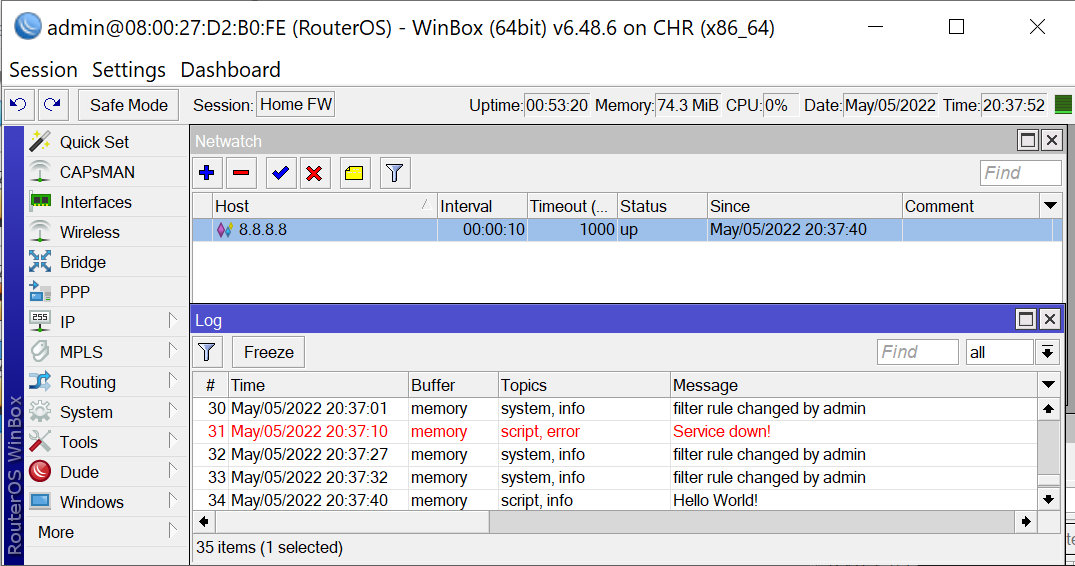 admin@08:00:27:D2:B0:FE (RouterOS) - WinBox (64bit) v6.48.6 on CHR (x86_64)
Session Settings Dashboard
Safe Mode Session: Home FW Uptime: 00:53:20 Memory: 74.3 MiB CPU: 0% Date: May/05/2022 Time: 20:37:52
RouterOS WinBox
Quick Set
CAPsMAN
Interfaces
Wireless
Bridge
PPP
255
IP
MPLS
Routing
System
Tools
Dude
Windows
More
Netwatch
Find
Host Interval Timeout (... Status Since Comment
8.8.8.8 00:00:10 1000 up May/05/2022 20:37:40
Log
Freeze Find all
# Time Buffer Topics Message
30 May/05/2022 20:37:01 memory system, info filter rule changed by admin
31 May/05/2022 20:37:10 memory script, error Service down!
32 May/05/2022 20:37:27 memory system, info filter rule changed by admin
33 May/05/2022 20:37:32 memory system, info filter rule changed by admin
34 May/05/2022 20:37:40 memory script, info Hello World!
35 items (1 selected)